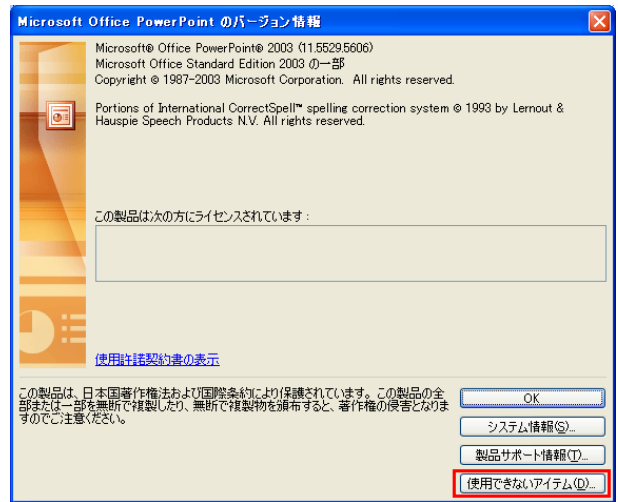 Microsoft Office PowerPoint のバージョン情報
Microsoft® Office PowerPoint® 2003 (11.5529.5606)
Microsoft Office Standard Edition 2003 の一部
Copyright © 1987-2003 Microsoft Corporation. All rights reserved.
Portions of International CorrectSpell™ spelling correction system © 1993 by Lernout &
Hauspie Speech Products N.V. All rights reserved.
この製品は次の方にライセンスされています :
使用許諾契約書の表示
この製品は、日本国著作権法および国際条約により保護されています。この製品の全
部または一部を無断で複製したり、無断で複製物を頒布すると、著作権の侵害となりま
すのでご注意ください。
OK
システム情報(S)...
製品サポート情報(T)...
使用できないアイテム(D)...